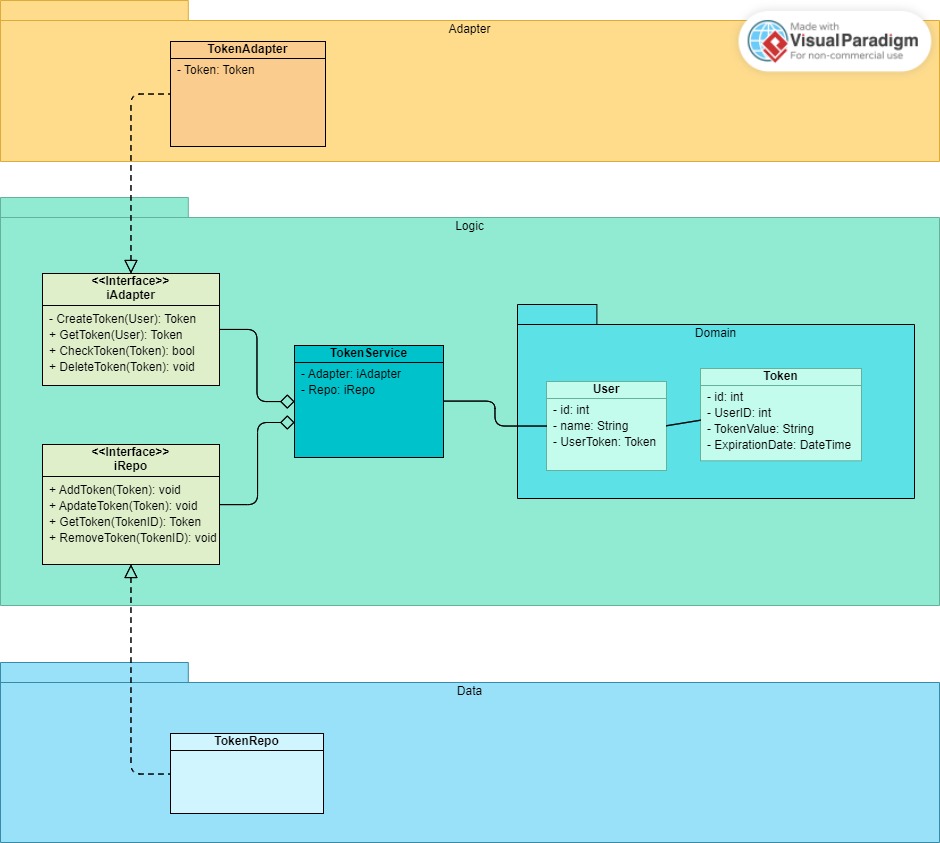 Adapter
Made with
VisualParadigm
For non-commercial use
TokenAdapter
- Token: Token
Logic
<<Interface>>
iAdapter
- CreateToken(User): Token
+ GetToken(User): Token
+ CheckToken(Token): bool
+ DeleteToken(Token): void
TokenService
- Adapter: iAdapter
- Repo: iRepo
Domain
User
- id: int
- name: String
- UserToken: Token
Token
- id: int
- UserID: int
- TokenValue: String
- ExpirationDate: DateTime
<<Interface>>
iRepo
+ AddToken(Token): void
+ ApdateToken(Token): void
+ GetToken(TokenID): Token
+ RemoveToken(TokenID): void
Data
TokenRepo